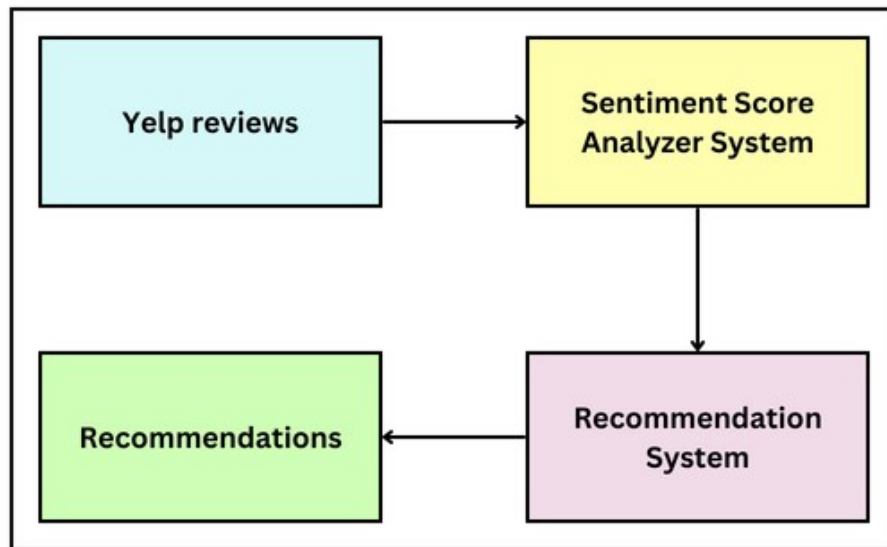 Yelp reviews
Sentiment Score
Analyzer System
Recommendations
Recommendation
System